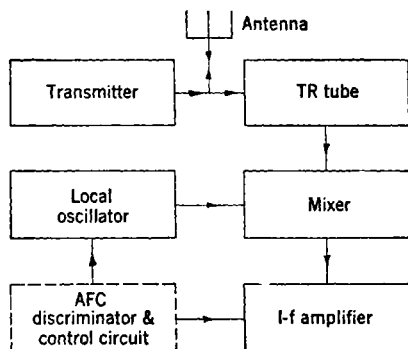 Antenna
Transmitter
TR tube
Local
oscillator
Mixer
AFC
discriminator &
control circuit
I-f amplifier